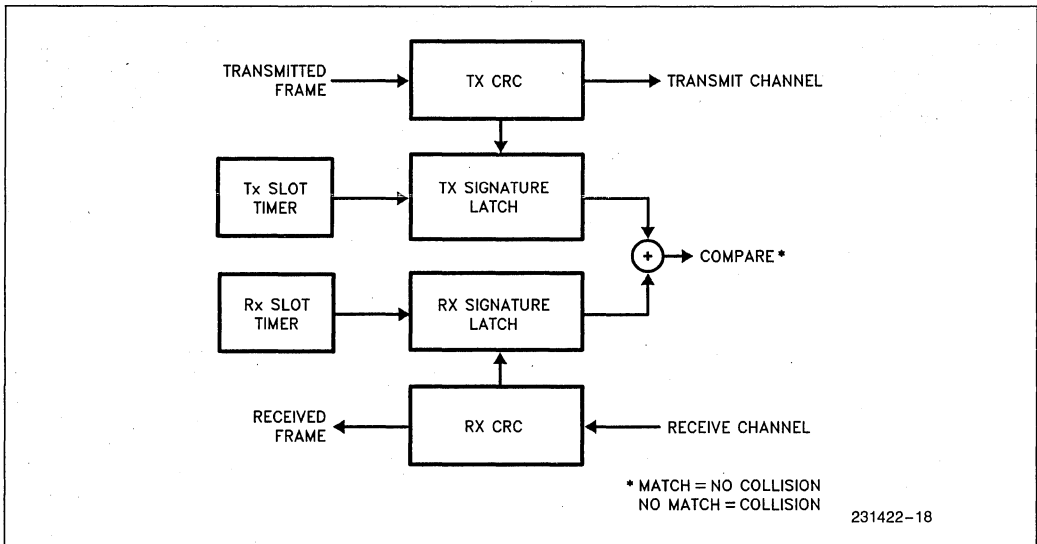 TRANSMITTED
FRAME
TX CRC
TRANSMIT CHANNEL
Tx SLOT
TIMER
TX SIGNATURE
LATCH
+
COMPARE*
Rx SLOT
TIMER
RX SIGNATURE
LATCH
RECEIVED
FRAME
RX CRC
RECEIVE CHANNEL
* MATCH = NO COLLISION
NO MATCH = COLLISION
231422-18